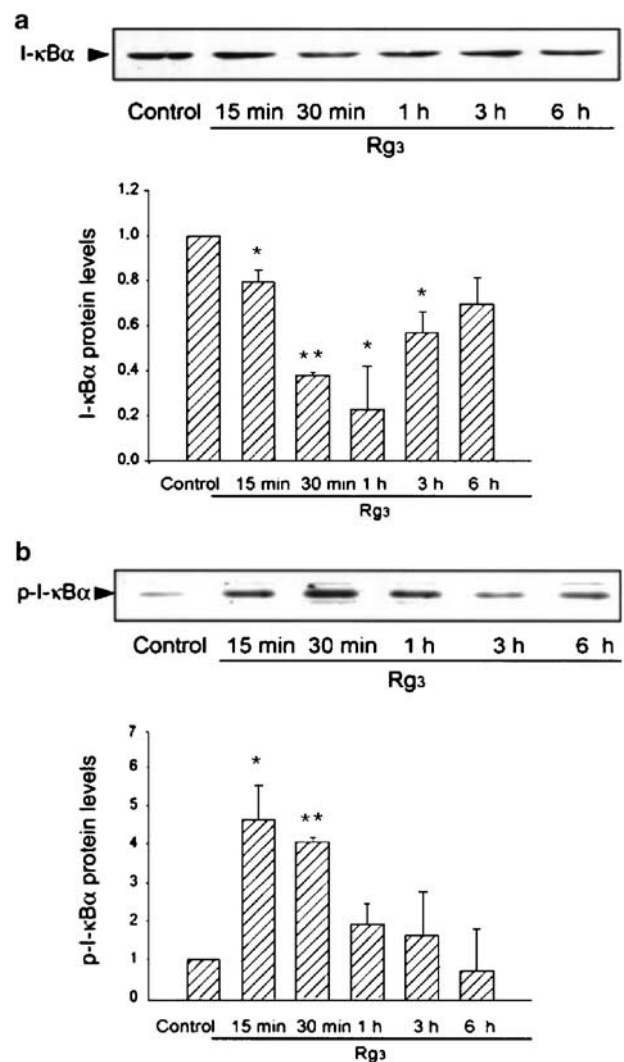 a
I-κBα
Control 15 min 30 min 1 h 3 h 6 h
Rg3
1.2
1.0
0.8
0.6
0.4
0.2
0.0
I-κBα protein levels
*
**
*
*
Control 15 min 30 min 1 h 3 h 6 h
Rg3
b
p-I-κBα
Control 15 min 30 min 1 h 3 h 6 h
Rg3
7
6
5
4
3
2
1
0
p-I-κBα protein levels
*
**
Control 15 min 30 min 1 h 3 h 6 h
Rg3